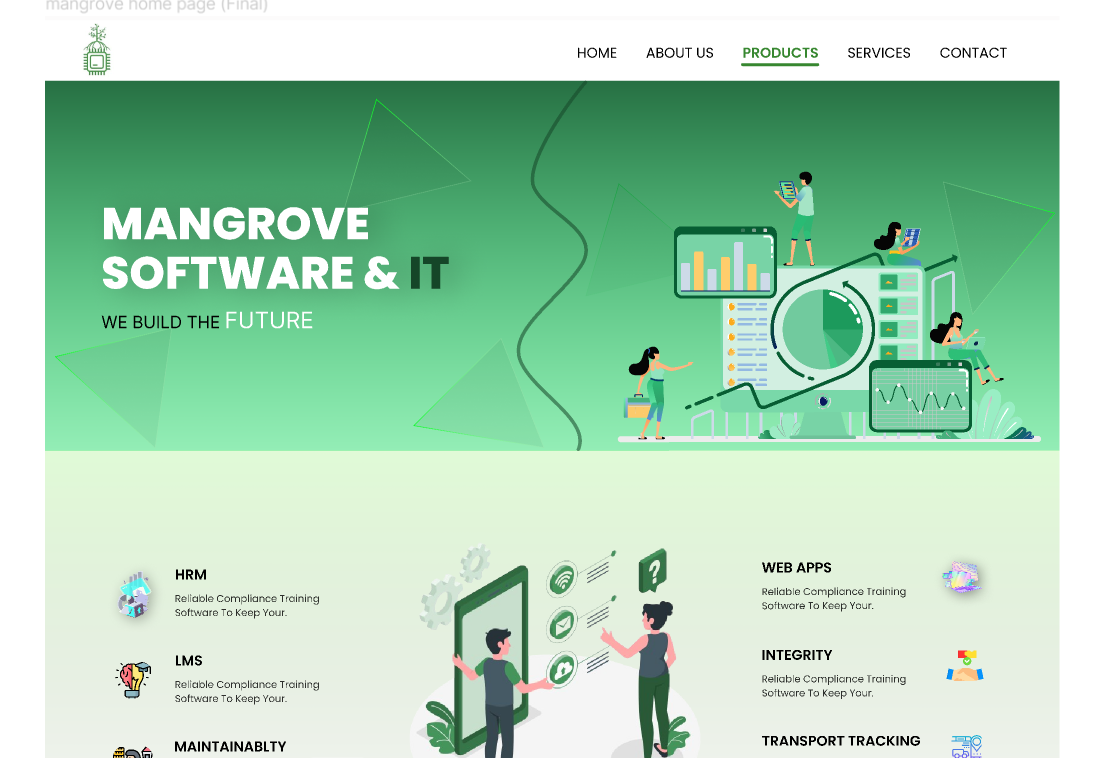 mangrove home page (Final)
HOME ABOUT US PRODUCTS SERVICES CONTACT
MANGROVE
SOFTWARE & IT
WE BUILD THE FUTURE
HRM
Reliable Compliance Training
Software To Keep Your.
LMS
Reliable Compliance Training
Software To Keep Your.
MAINTAINABLTY
?
WEB APPS
Reliable Compliance Training
Software To Keep Your.
INTEGRITY
Reliable Compliance Training
Software To Keep Your.
TRANSPORT TRACKING